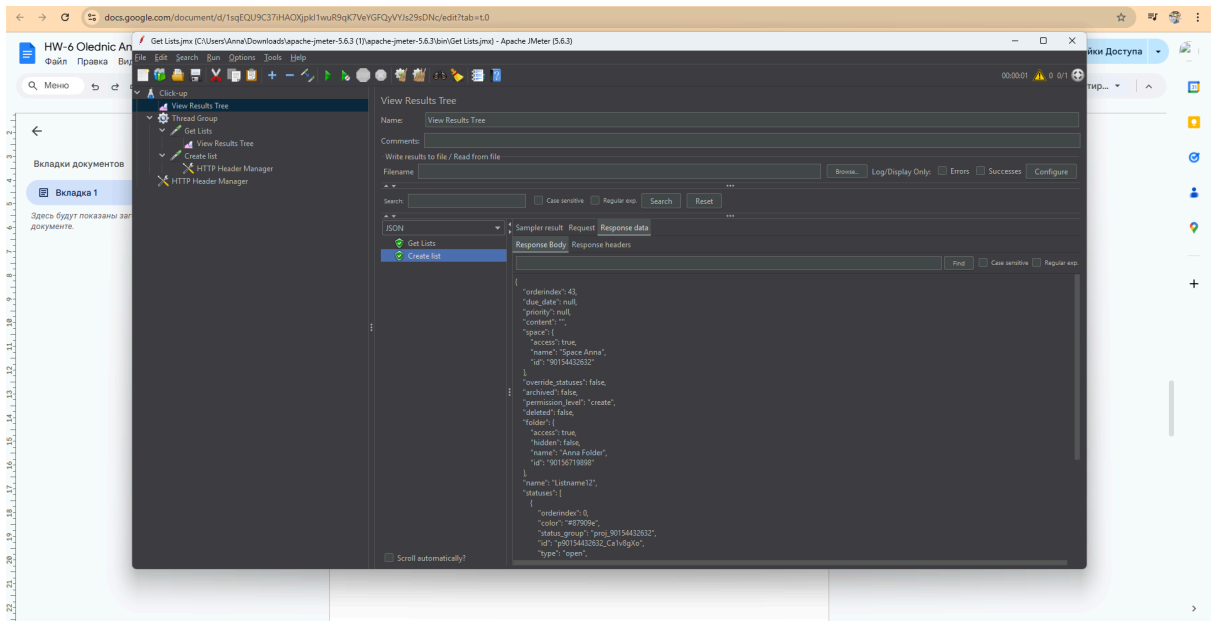 docs.google.com/document/d/1sqEQU9C37iHAOXjpkI1wuR9qK7VeYGFQyVYJs29sDNc/edit?tab=t.0
HW-6 Olednic An
Файл Правка Ви
йки Доступа
Меню
тир...
Вкладки документов
Вкладка 1
Здесь будут показаны заг
документе.
Get Lists.jmx (C:\Users\Anna\Downloads\apache-jmeter-5.6.3 (1)\apache-jmeter-5.6.3\bin\Get Lists.jmx) - Apache JMeter (5.6.3)
File Edit Search Run Options Tools Help
00:00:01 0 0/1
Click-up
View Results Tree
Thread Group
Get Lists
View Results Tree
Create list
HTTP Header Manager
HTTP Header Manager
View Results Tree
Name: View Results Tree
Comments:
Write results to file / Read from file
Filename Browse... Log/Display Only: Errors Successes Configure
Search: Case sensitive Regular exp. Search Reset
JSON
Get Lists
Create list
Scroll automatically?
Sampler result Request Response data
Response Body Response headers
Find Case sensitive Regular exp.
{
"orderindex": 43,
"due_date": null,
"priority": null,
"content": "",
"space": {
"access": true,
"name": "Space Anna",
"id": "90154432632"
},
"override_statuses": false,
"archived": false,
"permission_level": "create",
"deleted": false,
"folder": {
"access": true,
"hidden": false,
"name": "Anna Folder",
"id": "90156719898"
},
"name": "Listname12",
"statuses": [
{
"orderindex": 0,
"color": "#87909e",
"status_group": "proj_90154432632",
"id": "p90154432632_Ca1v8gXo",
"type": "open",